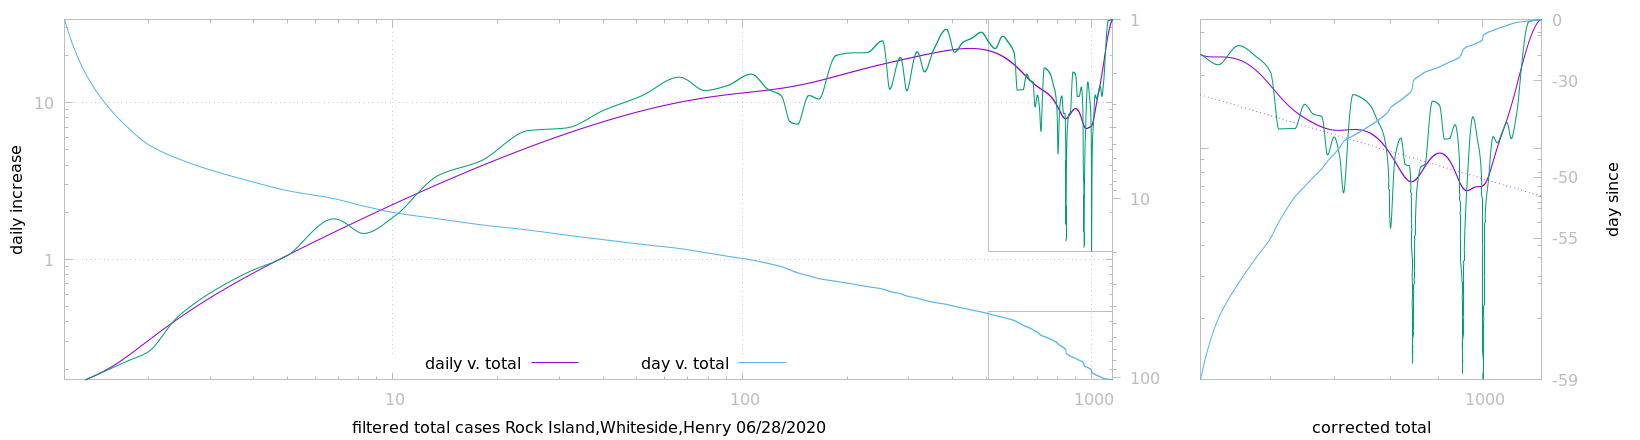 1
0
-30
10
daily increase
-50
10
day since
-55
1
daily v. total
day v. total
100
-59
10
100
1000
1000
filtered total cases Rock Island,Whiteside,Henry 06/28/2020
corrected total